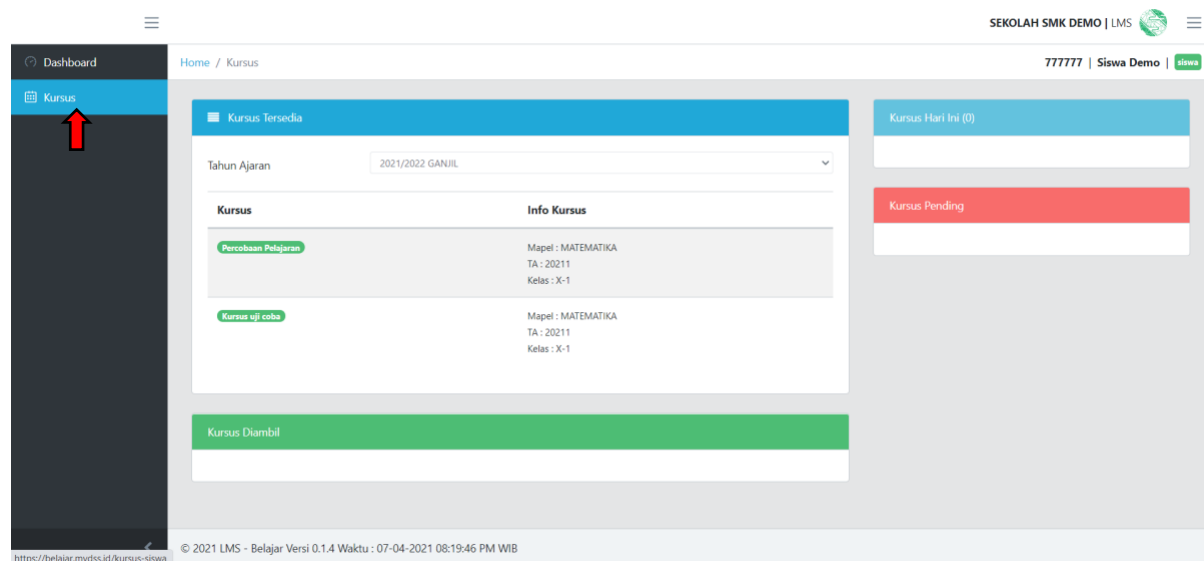 SEKOLAH SMK DEMO | LMS
Dashboard
Home / Kursus
777777 | Siswa Demo | siswa
Kursus
Kursus Tersedia
Tahun Ajaran
2021/2022 GANJIL
Kursus
Info Kursus
Percobaan Pelajaran
Mapel : MATEMATIKA
TA : 20211
Kelas : X-1
Kursus uji coba
Mapel : MATEMATIKA
TA : 20211
Kelas : X-1
Kursus Diambil
Kursus Hari Ini (0)
Kursus Pending
© 2021 LMS - Belajar Versi 0.1.4 Waktu : 07-04-2021 08:19:46 PM WIB
https://belajar.mydss.id/kursus-siswa